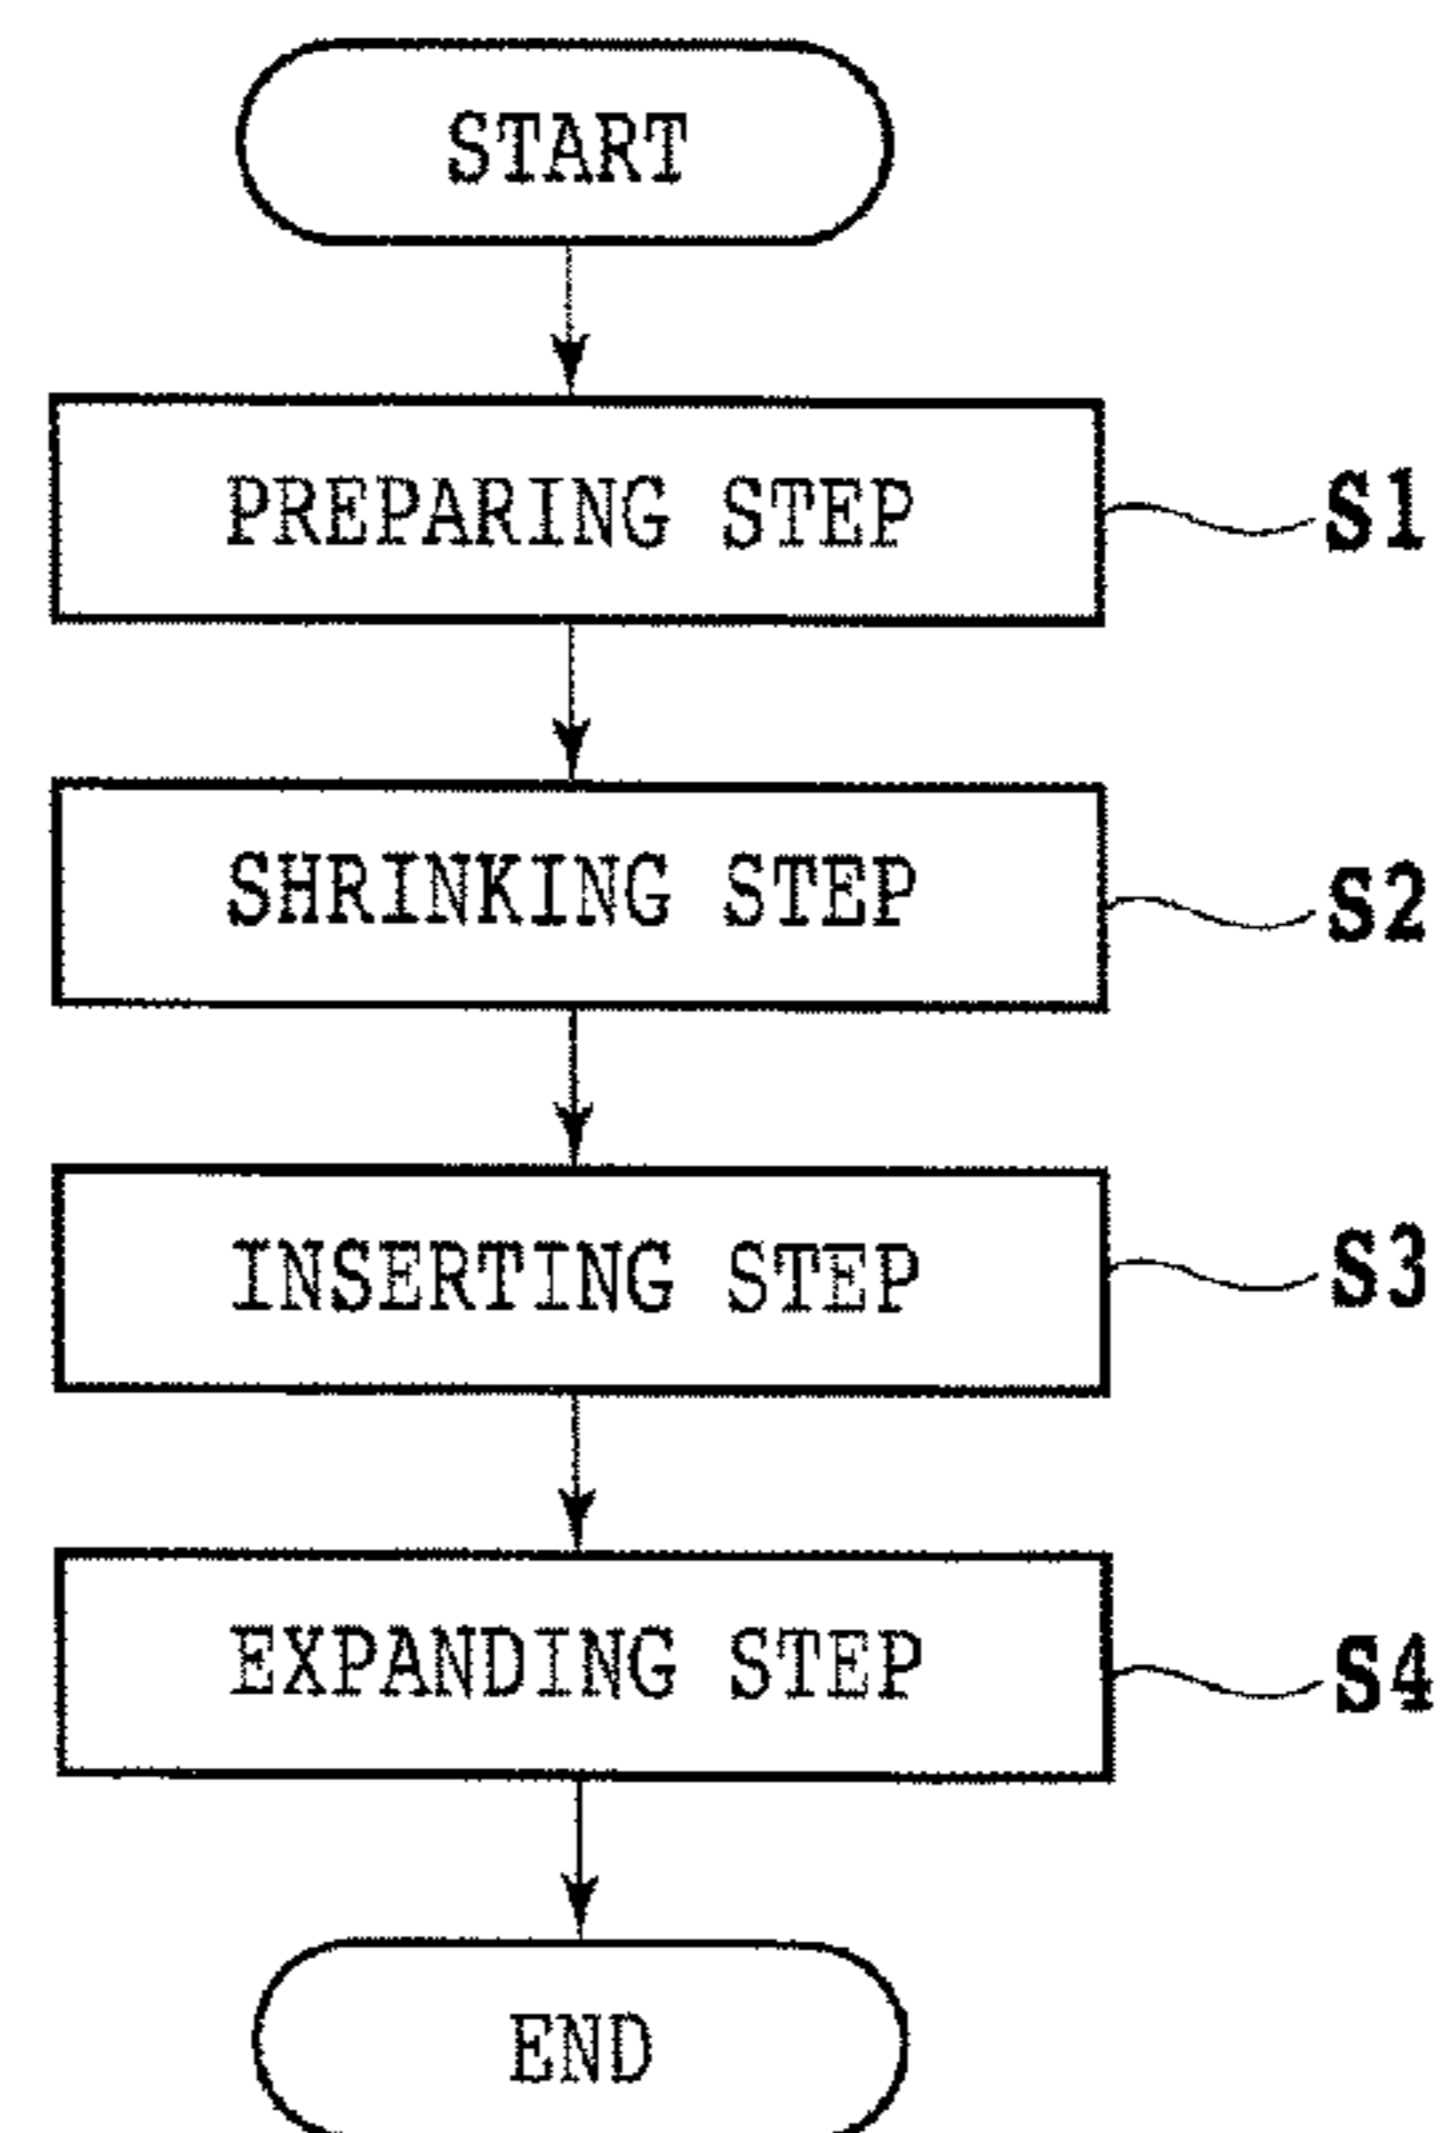 START
PREPARING STEP S1
SHRINKING STEP S2
INSERTING STEP S3
EXPANDING STEP S4
END